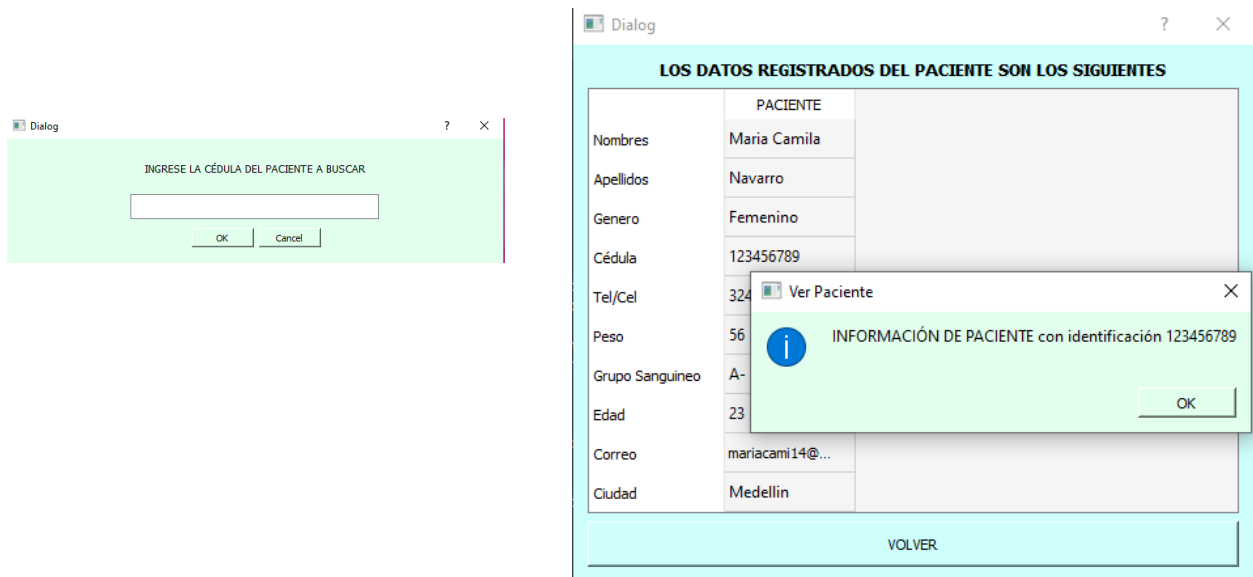 Dialog ?
INGRESE LA CÉDULA DEL PACIENTE A BUSCAR
OK Cancel
Dialog ?
LOS DATOS REGISTRADOS DEL PACIENTE SON LOS SIGUIENTES
PACIENTE
Nombres Maria Camila
Apellidos Navarro
Genero Femenino
Cédula 123456789
Tel/Cel 324
Peso 56
Grupo Sanguineo A-
Edad 23
Correo mariacami14@...
Ciudad Medellin
Ver Paciente
INFORMACIÓN DE PACIENTE con identificación 123456789
OK
VOLVER